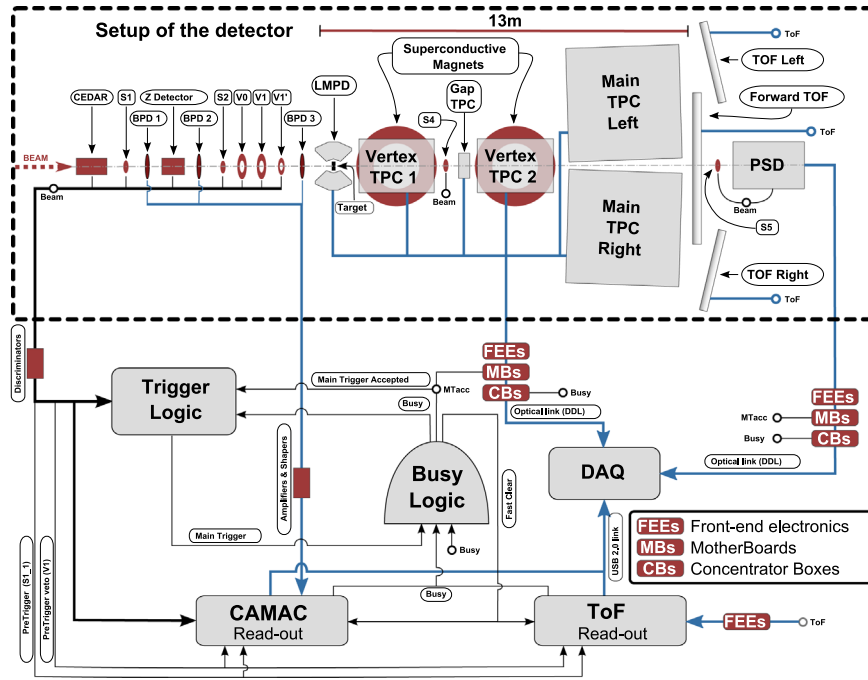 Setup of the detector
13m
ToF
Superconductive
Magnets
TOF Left
LMPD
Gap
TPC
Main
TPC
Left
Forward TOF
CEDAR
S1
Z Detector
S2
V0
V1
V1'
BPD 1
BPD 2
BPD 3
S4
ToF
BEAM
Vertex
TPC 1
Vertex
TPC 2
PSD
Beam
Target
Beam
Beam
S5
Main
TPC
Right
TOF Right
ToF
Discriminators
FEEs
MBs
CBs
Busy
Trigger
Logic
Main Trigger Accepted
MTacc
Busy
Optical link (DDL)
FEEs
MTacc
MBs
Busy
CBs
Optical link (DDL)
Amplifiers & Shapers
Busy
Logic
Fast Clear
DAQ
Main Trigger
Busy
USB 2.0 link
FEEs
Front-end electronics
MBs
MotherBoards
CBs
Concentrator Boxes
PreTrigger (S1_1)
PreTrigger veto (V1)
Busy
CAMAC
Read-out
ToF
Read-out
FEEs
ToF